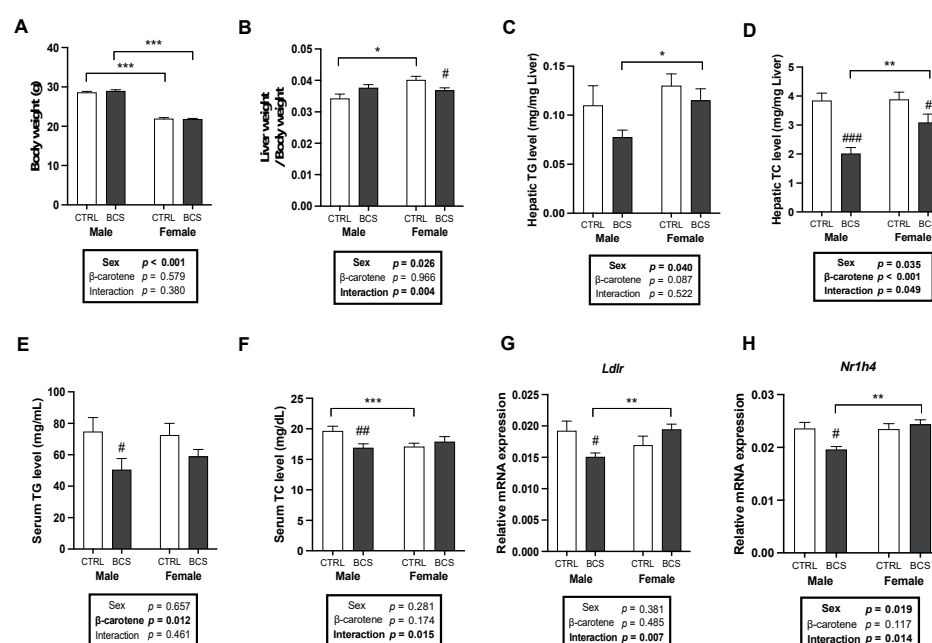 A
Body weight (g)
40
30
20
10
0
***
***
CTRL BCS CTRL BCS
Male Female
Sex p < 0.001
β-carotene p = 0.579
Interaction p = 0.380
B
Liver weight
/ Body weight
0.05
0.04
0.03
0.02
0.01
0.00
*
#
CTRL BCS CTRL BCS
Male Female
Sex p = 0.026
β-carotene p = 0.966
Interaction p = 0.004
C
Hepatic TG level (mg/mg Liver)
0.15
0.10
0.05
0.00
*
CTRL BCS CTRL BCS
Male Female
Sex p = 0.040
β-carotene p = 0.087
Interaction p = 0.522
D
Hepatic TC level (mg/mg Liver)
5
4
3
2
1
0
**
###
#
CTRL BCS CTRL BC
Male Female
Sex p = 0.035
β-carotene p < 0.001
Interaction p = 0.049
E
Serum TG level (mg/mL)
100
80
60
40
20
0
#
CTRL BCS CTRL BCS
Male Female
Sex p = 0.657
β-carotene p = 0.012
Interaction p = 0.461
F
Serum TC level (mg/dL)
25
20
15
10
5
0
***
##
CTRL BCS CTRL BCS
Male Female
Sex p = 0.281
β-carotene p = 0.174
Interaction p = 0.015
G
Ldlr
Relative mRNA expression
0.025
0.020
0.015
0.010
0.005
0.000
**
#
CTRL BCS CTRL BCS
Male Female
Sex p = 0.381
β-carotene p = 0.485
Interaction p = 0.007
H
Nr1h4
Relative mRNA expression
0.03
0.02
0.01
0.00
**
#
CTRL BCS CTRL BCS
Male Female
Sex p = 0.019
β-carotene p = 0.117
Interaction p = 0.014